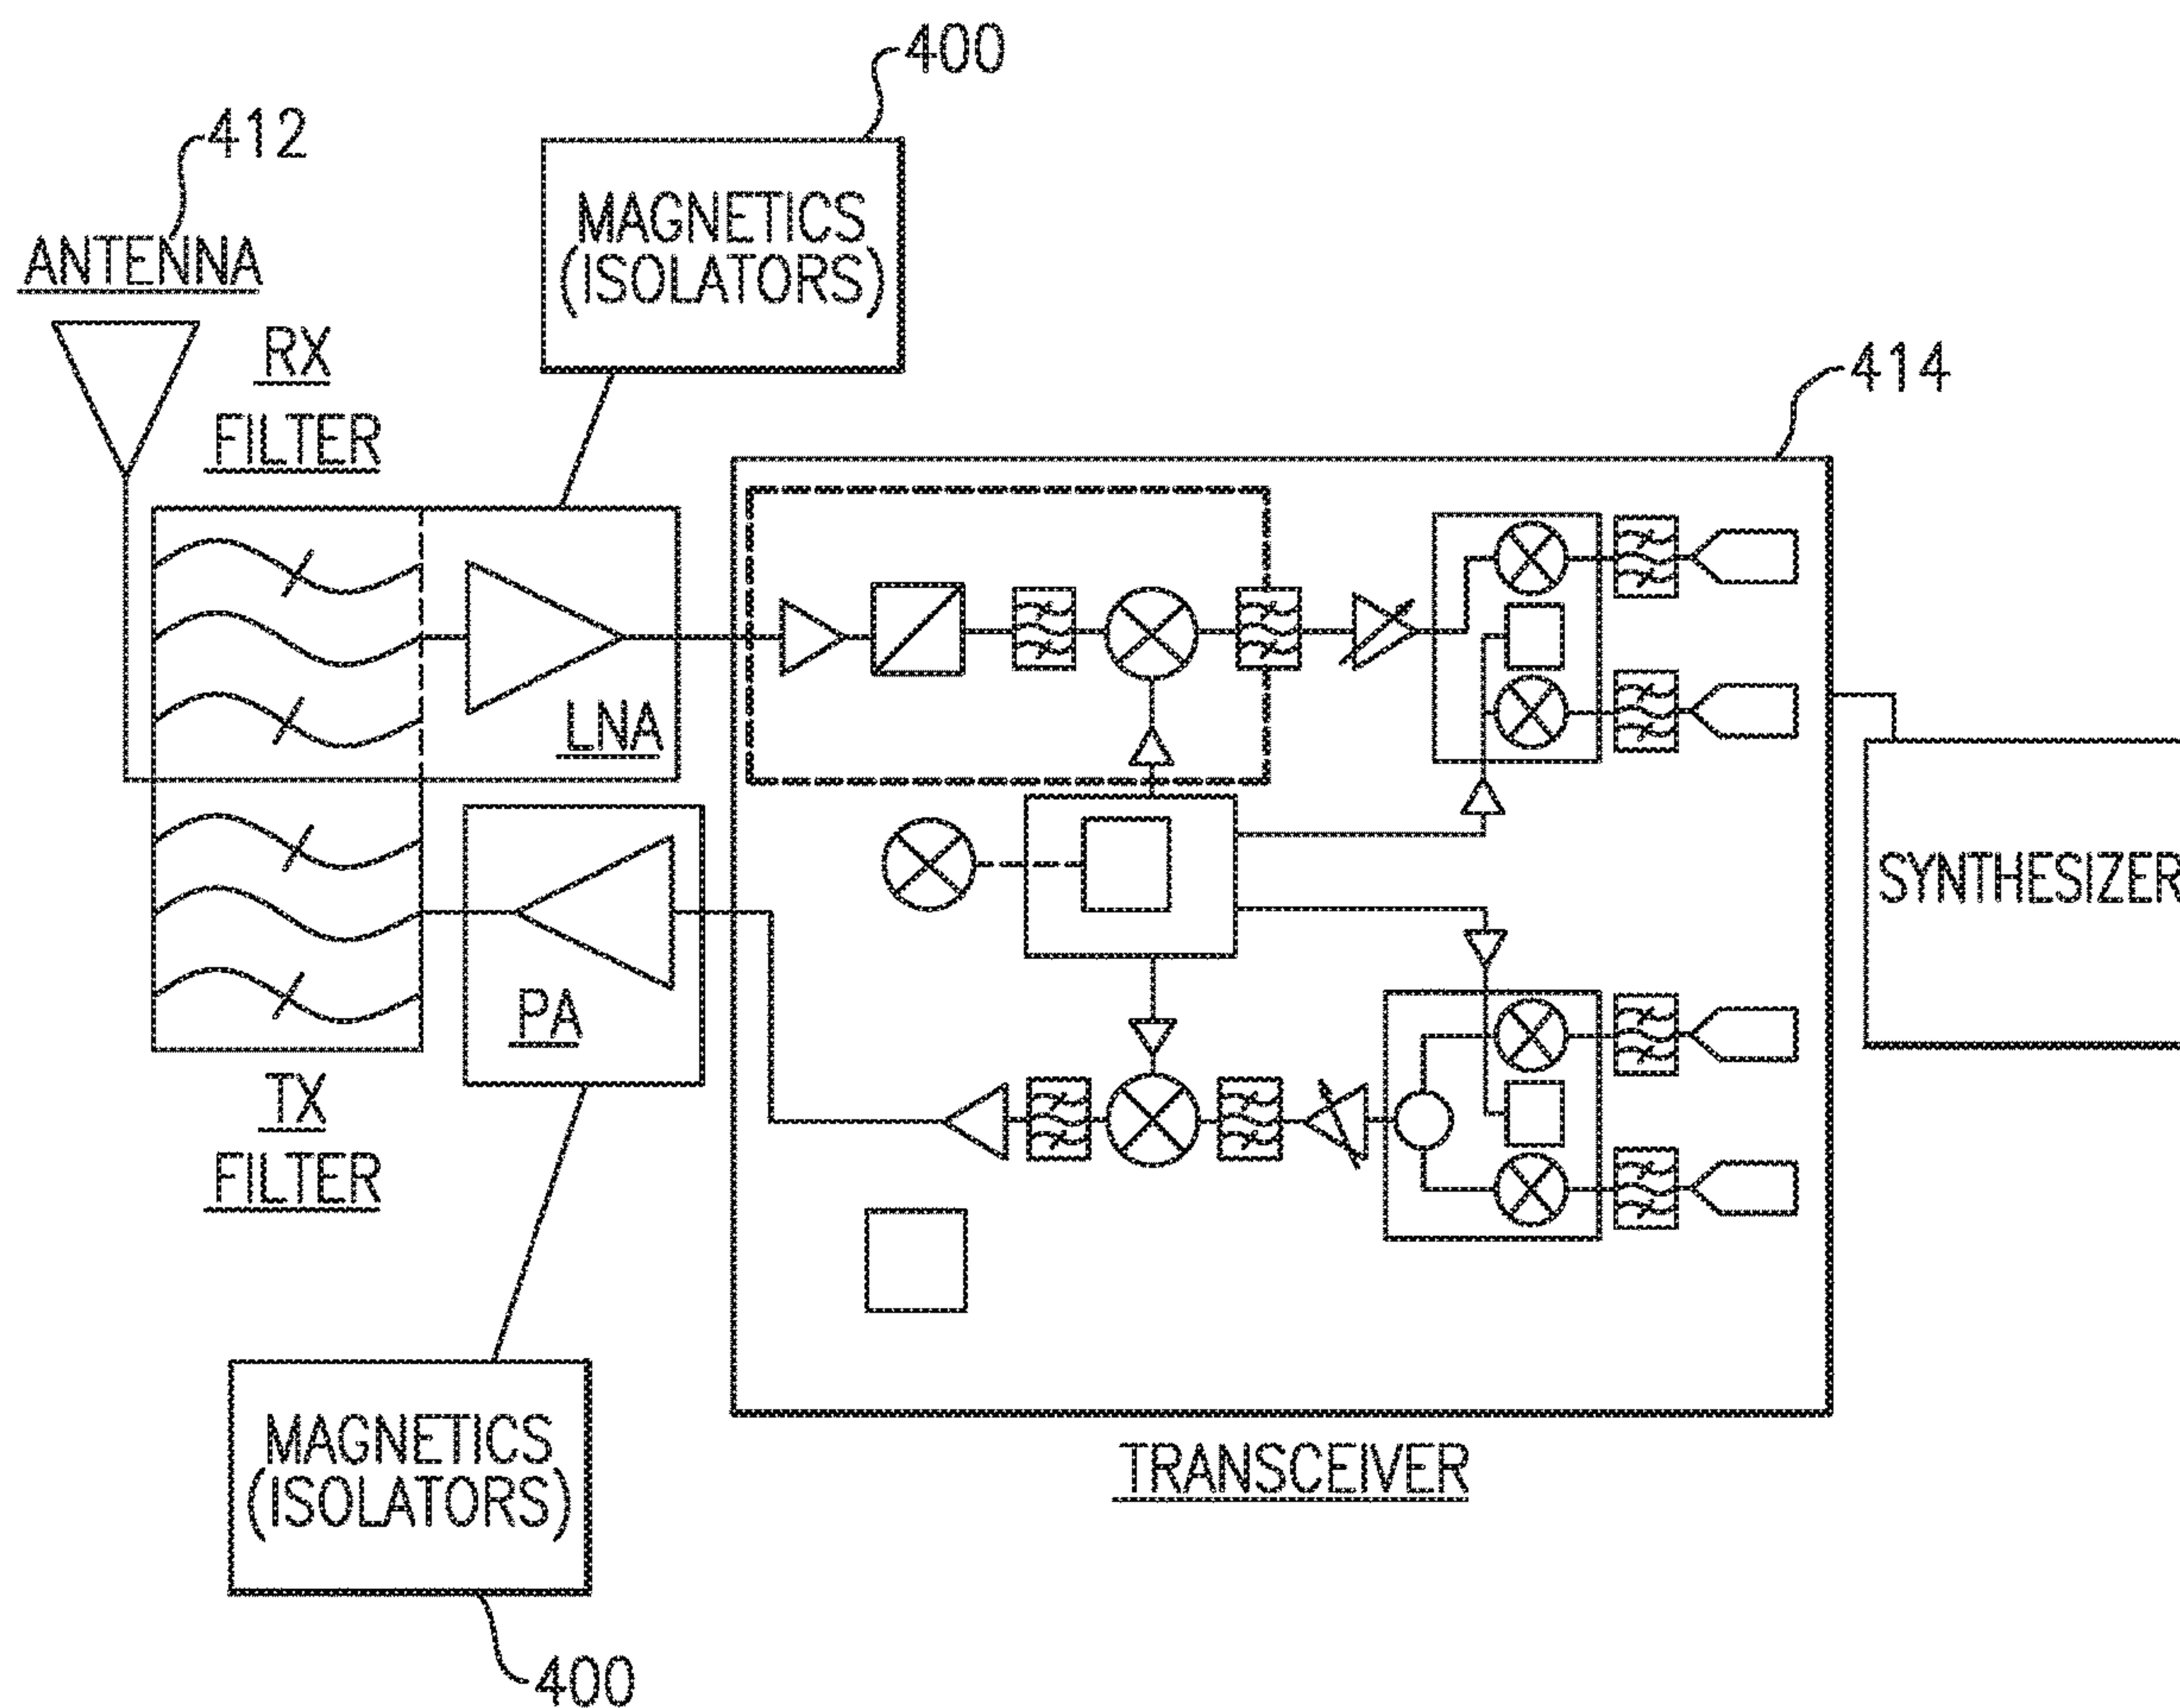 400
412
MAGNETICS
(ISOLATORS)
ANTENNA
RX
FILTER
414
LNA
SYNTHESIZER
PA
TX
FILTER
MAGNETICS
(ISOLATORS)
TRANSCEIVER
400